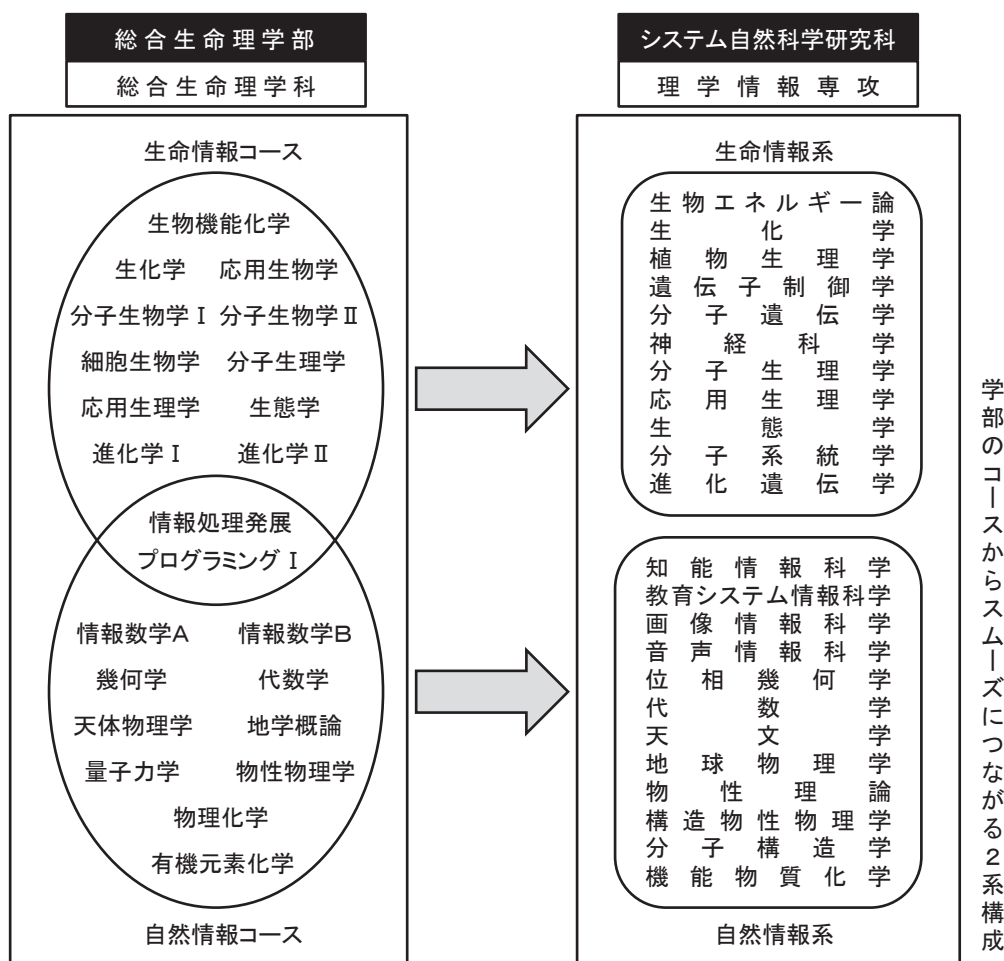 総合生命理学部
総合生命理学科
生命情報コース
生物機能化学
生化学 応用生物学
分子生物学Ⅰ 分子生物学Ⅱ
細胞生物学 分子生理学
応用生理学 生態学
進化学Ⅰ 進化学Ⅱ
情報処理発展
プログラミングⅠ
情報数学A 情報数学B
幾何学 代数学
天体物理学 地学概論
量子力学 物性物理学
物理化学
有機元素化学
自然情報コース
システム自然科学研究科
理学情報専攻
生命情報系
生物エネルギー論
生化学
植物生理学
遺伝子制御学
分子遺伝学
神経科学
分子生理学
応用生理学
生態学
分子系統学
進化遺伝学
知能情報科学
教育システム情報科学
画像情報科学
音声情報科学
位相幾何学
代数学
天文学
地球物理学
物性理論
構造物性物理学
分子構造学
機能物質化学
自然情報系
学部のコースからスムーズにつながる2系構成